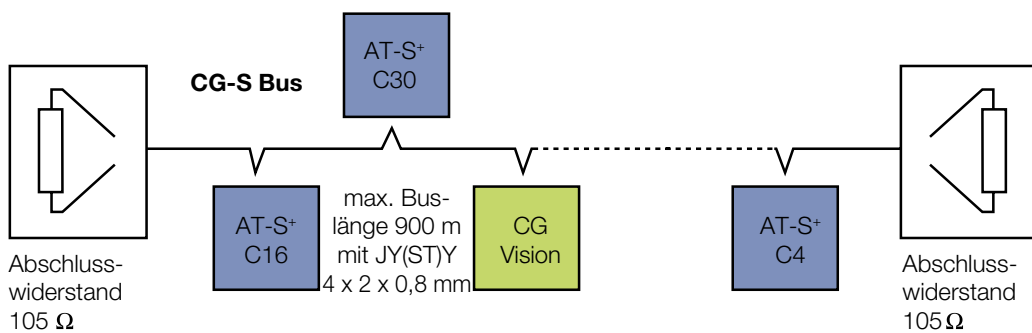 CG-S Bus
AT-S⁺
C30
AT-S⁺
C16
max. Bus-
länge 900 m
mit JY(ST)Y
4 x 2 x 0,8 mm
CG
Vision
AT-S⁺
C4
Abschluss-
widerstand
105 Ω
Abschluss-
widerstand
105 Ω